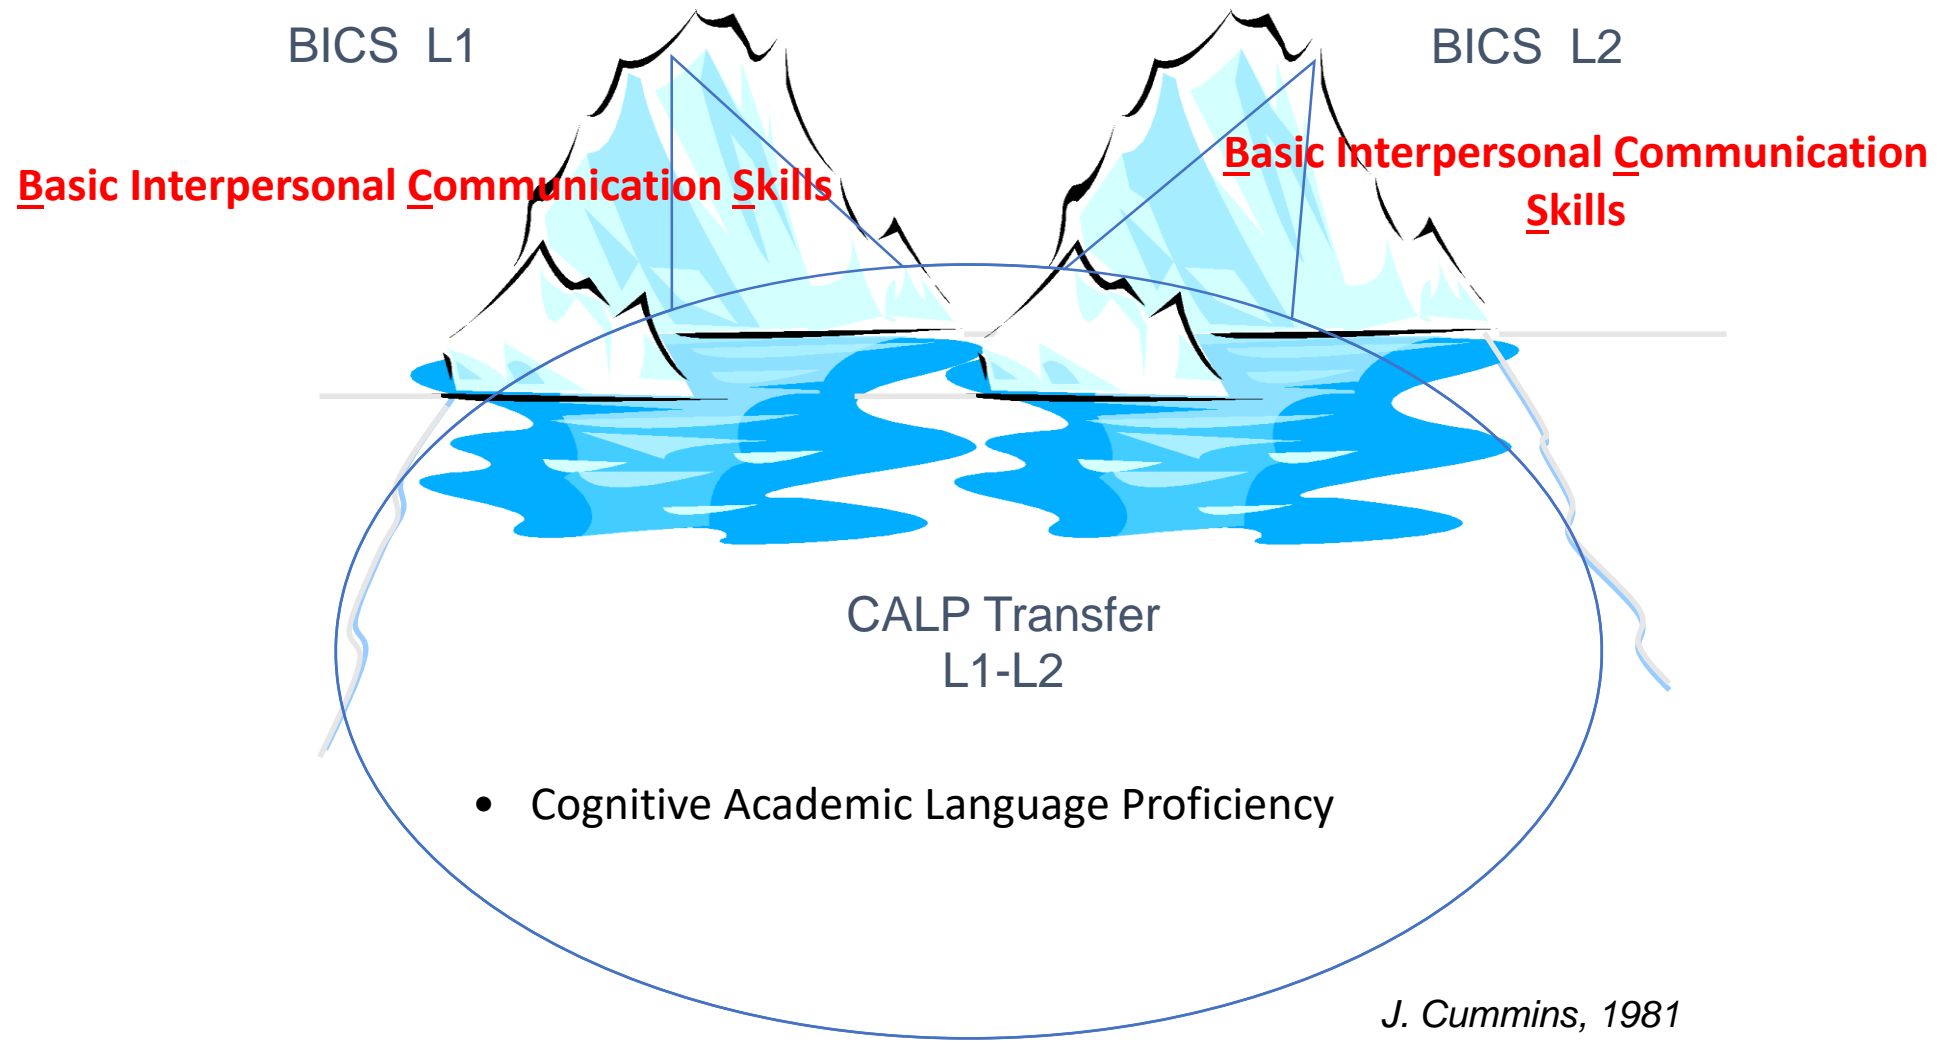 BICS L1
BICS L2
Basic Interpersonal Communication Skills
Basic Interpersonal Communication
Skills
CALP Transfer
L1-L2
• Cognitive Academic Language Proficiency
J. Cummins, 1981